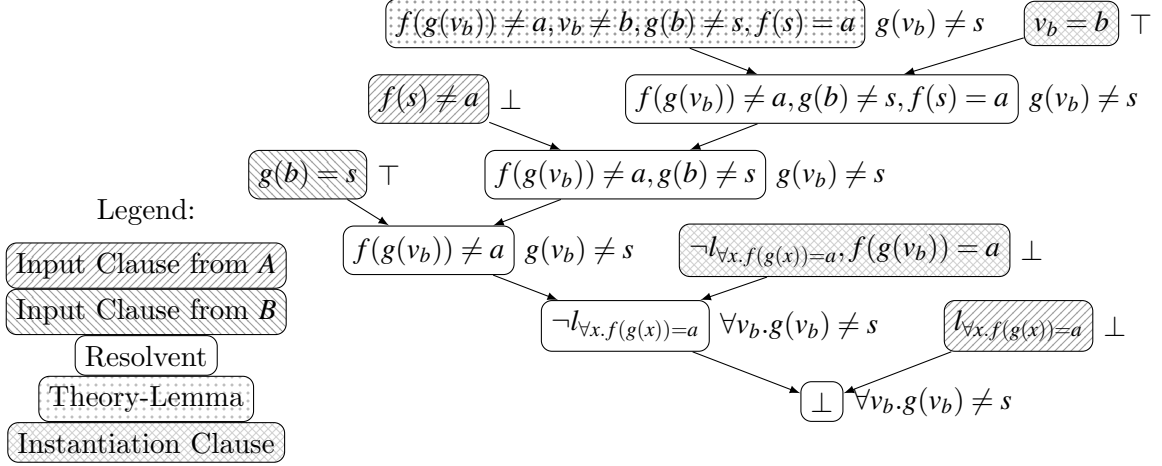 f(g(v_b)) ≠ a, v_b ≠ b, g(b) ≠ s, f(s) = a g(v_b) ≠ s v_b = b ⊤
f(s) ≠ a ⊥ f(g(v_b)) ≠ a, g(b) ≠ s, f(s) = a g(v_b) ≠ s
g(b) = s ⊤ f(g(v_b)) ≠ a, g(b) ≠ s g(v_b) ≠ s
Legend:
f(g(v_b)) ≠ a g(v_b) ≠ s ¬l_{∀x.f(g(x))=a}, f(g(v_b)) = a ⊥
Input Clause from A
Input Clause from B
¬l_{∀x.f(g(x))=a} ∀v_b.g(v_b) ≠ s l_{∀x.f(g(x))=a} ⊥
Resolvent
Theory-Lemma
⊥ ∀v_b.g(v_b) ≠ s
Instantiation Clause